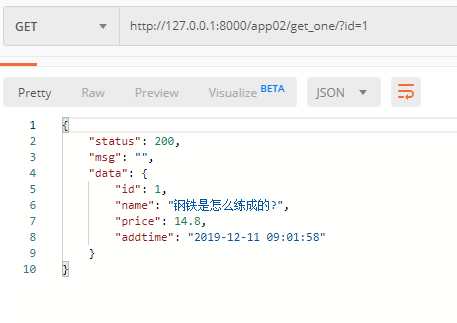 GET http://127.0.0.1:8000/app02/get_one/?id=1
Pretty Raw Preview Visualize BETA JSON
1 {
2 "status": 200,
3 "msg": "",
4 "data": {
5 "id": 1,
6 "name": "钢铁是怎么练成的?",
7 "price": 14.8,
8 "addtime": "2019-12-11 09:01:58"
9 }
10 }